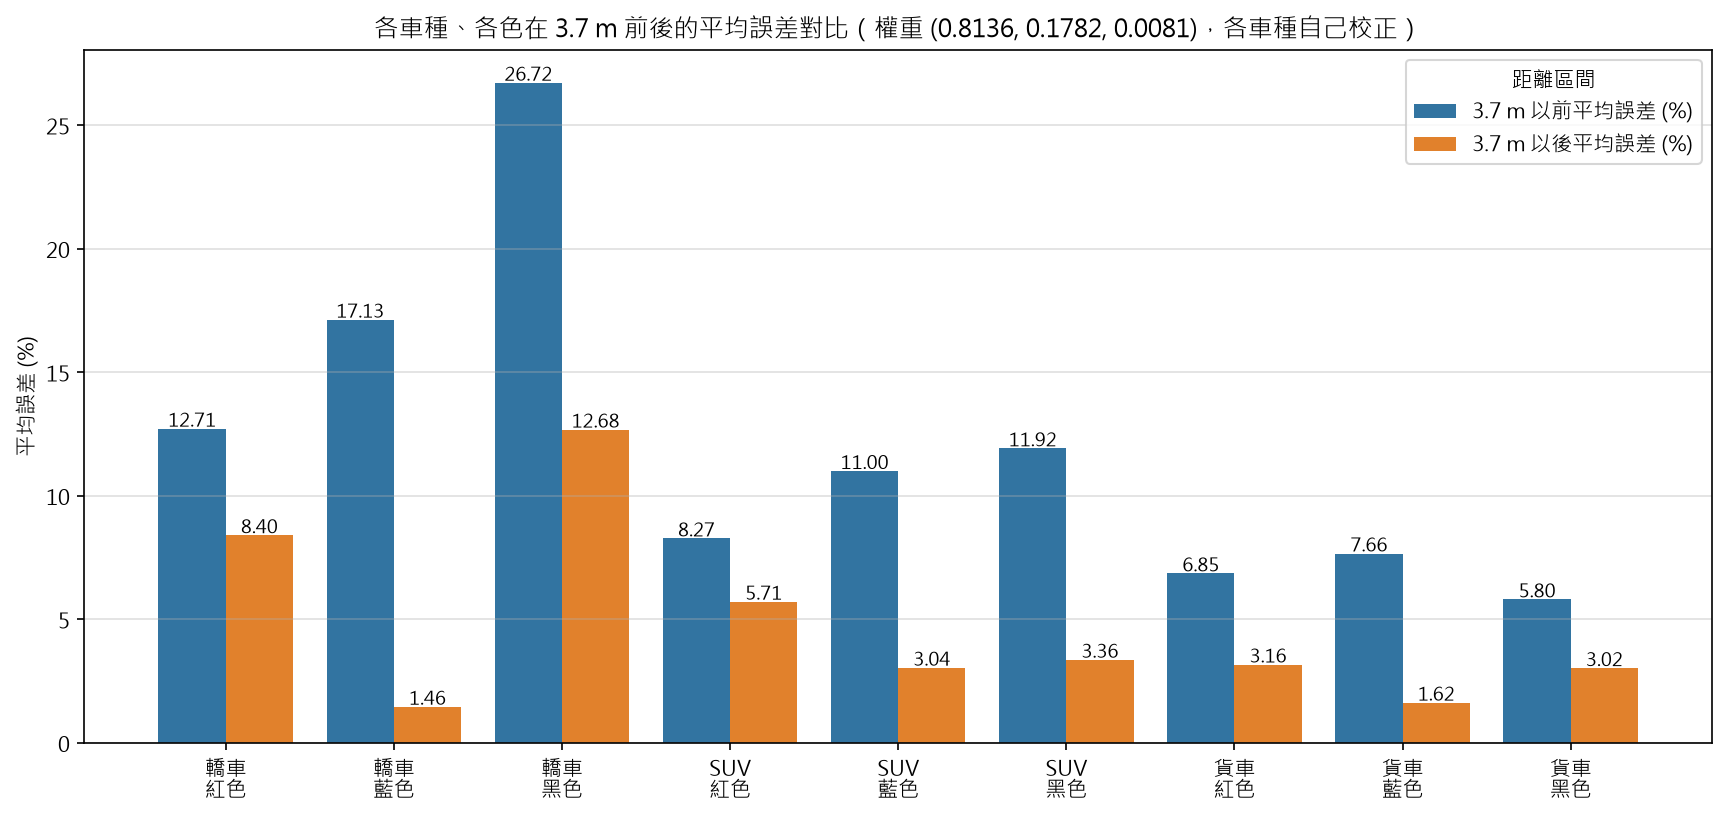 各車種、各色在 3.7 m 前後的平均誤差對比（權重 (0.8136, 0.1782, 0.0081)，各車種自己校正）
距離區間
3.7 m 以前平均誤差 (%)
3.7 m 以後平均誤差 (%)
平均誤差 (%)
25
20
15
10
5
0
12.71
8.40
17.13
1.46
26.72
12.68
8.27
5.71
11.00
3.04
11.92
3.36
6.85
3.16
7.66
1.62
5.80
3.02
轎車
紅色
轎車
藍色
轎車
黑色
SUV
紅色
SUV
藍色
SUV
黑色
貨車
紅色
貨車
藍色
貨車
黑色